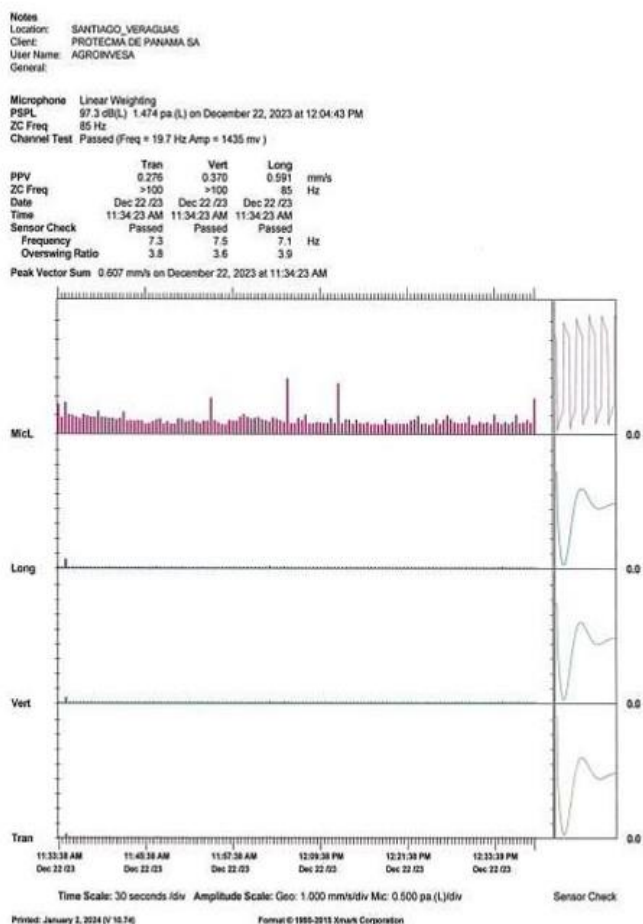 Notes
Location: SANTIAGO_VERAGUAS
Client: PROTECMA DE PANAMA SA
User Name: AGROINVESA
General:
Microphone Linear Weighting
PSPL 97.3 dB(L) 1.474 pa.(L) on December 22, 2023 at 12:04:43 PM
ZC Freq 85 Hz
Channel Test Passed (Freq = 19.7 Hz Amp = 1435 mv )
Tran Vert Long
PPV 0.276 0.370 0.591 mm/s
ZC Freq >100 >100 85 Hz
Date Dec 22 /23 Dec 22 /23 Dec 22 /23
Time 11:34:23 AM 11:34:23 AM 11:34:23 AM
Sensor Check Passed Passed Passed
Frequency 7.3 7.5 7.1 Hz
Overswing Ratio 3.8 3.6 3.9
Peak Vector Sum 0.607 mm/s on December 22, 2023 at 11:34:23 AM
MicL 0.0
Long 0.0
Vert 0.0
Tran 0.0
11:33:38 AM 11:45:38 AM 11:57:38 AM 12:09:38 PM 12:21:38 PM 12:33:38 PM
Dec 22 /23 Dec 22 /23 Dec 22 /23 Dec 22 /23 Dec 22 /23 Dec 22 /23
Time Scale: 30 seconds /div Amplitude Scale: Geo: 1.000 mm/s/div Mic: 0.500 pa.(L)/div Sensor Check
Printed: January 2, 2024 (V 10.74) Format © 1995-2015 Xmark Corporation